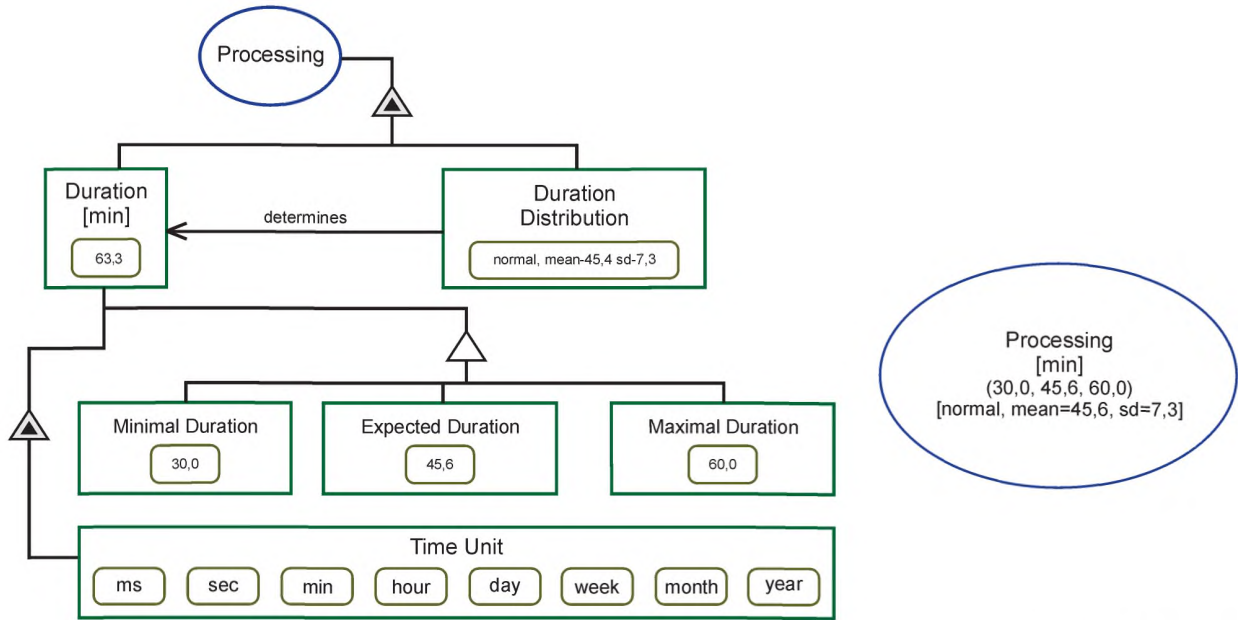 Processing
Duration
[min]
63,3
determines
Duration
Distribution
normal, mean-45,4 sd-7,3
Minimal Duration
30,0
Expected Duration
45,6
Maximal Duration
60,0
Time Unit
ms sec min hour day week month year
Processing
[min]
(30,0, 45,6, 60,0)
[normal, mean=45,6, sd=7,3]